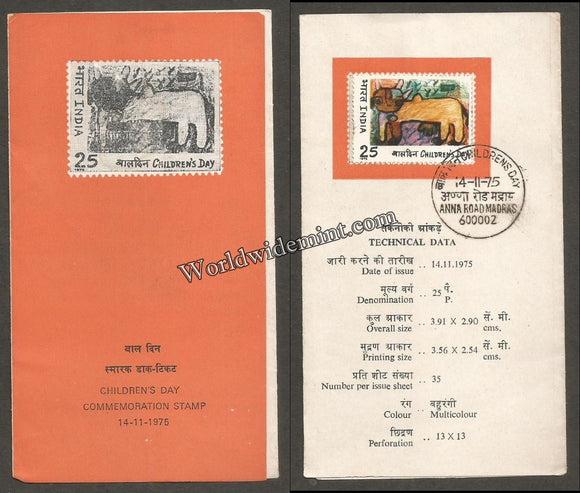 भारत INDIA
25
1975
बालदिन CHILDREN'S DAY
बाल दिन
स्मारक डाक-टिकट
CHILDREN'S DAY
COMMEMORATION STAMP
14-11-1975
भारत INDIA
25
बालदिन CHILDREN'S DAY
बाल दिन CHILDREN'S DAY
14-11-75
अण्णा रोड मद्रास
ANNA ROAD MADRAS
600002
तकनीकी आंकड़े
TECHNICAL DATA
जारी करने की तारीख
Date of issue .. 14.11.1975
मूल्य वर्ग .. 25 पै.
Denomination P.
कुल आकार .. 3.91 X 2.90 सें. मी.
Overall size cms.
मुद्रण आकार .. 3.56 X 2.54 सें. मी.
Printing size cms.
प्रति शीट संख्या .. 35
Number per issue sheet
रंग .. बहुरंगी
Colour Multicolour
छिद्रण .. 13 X 13
Perforation
Worldwidemint.com